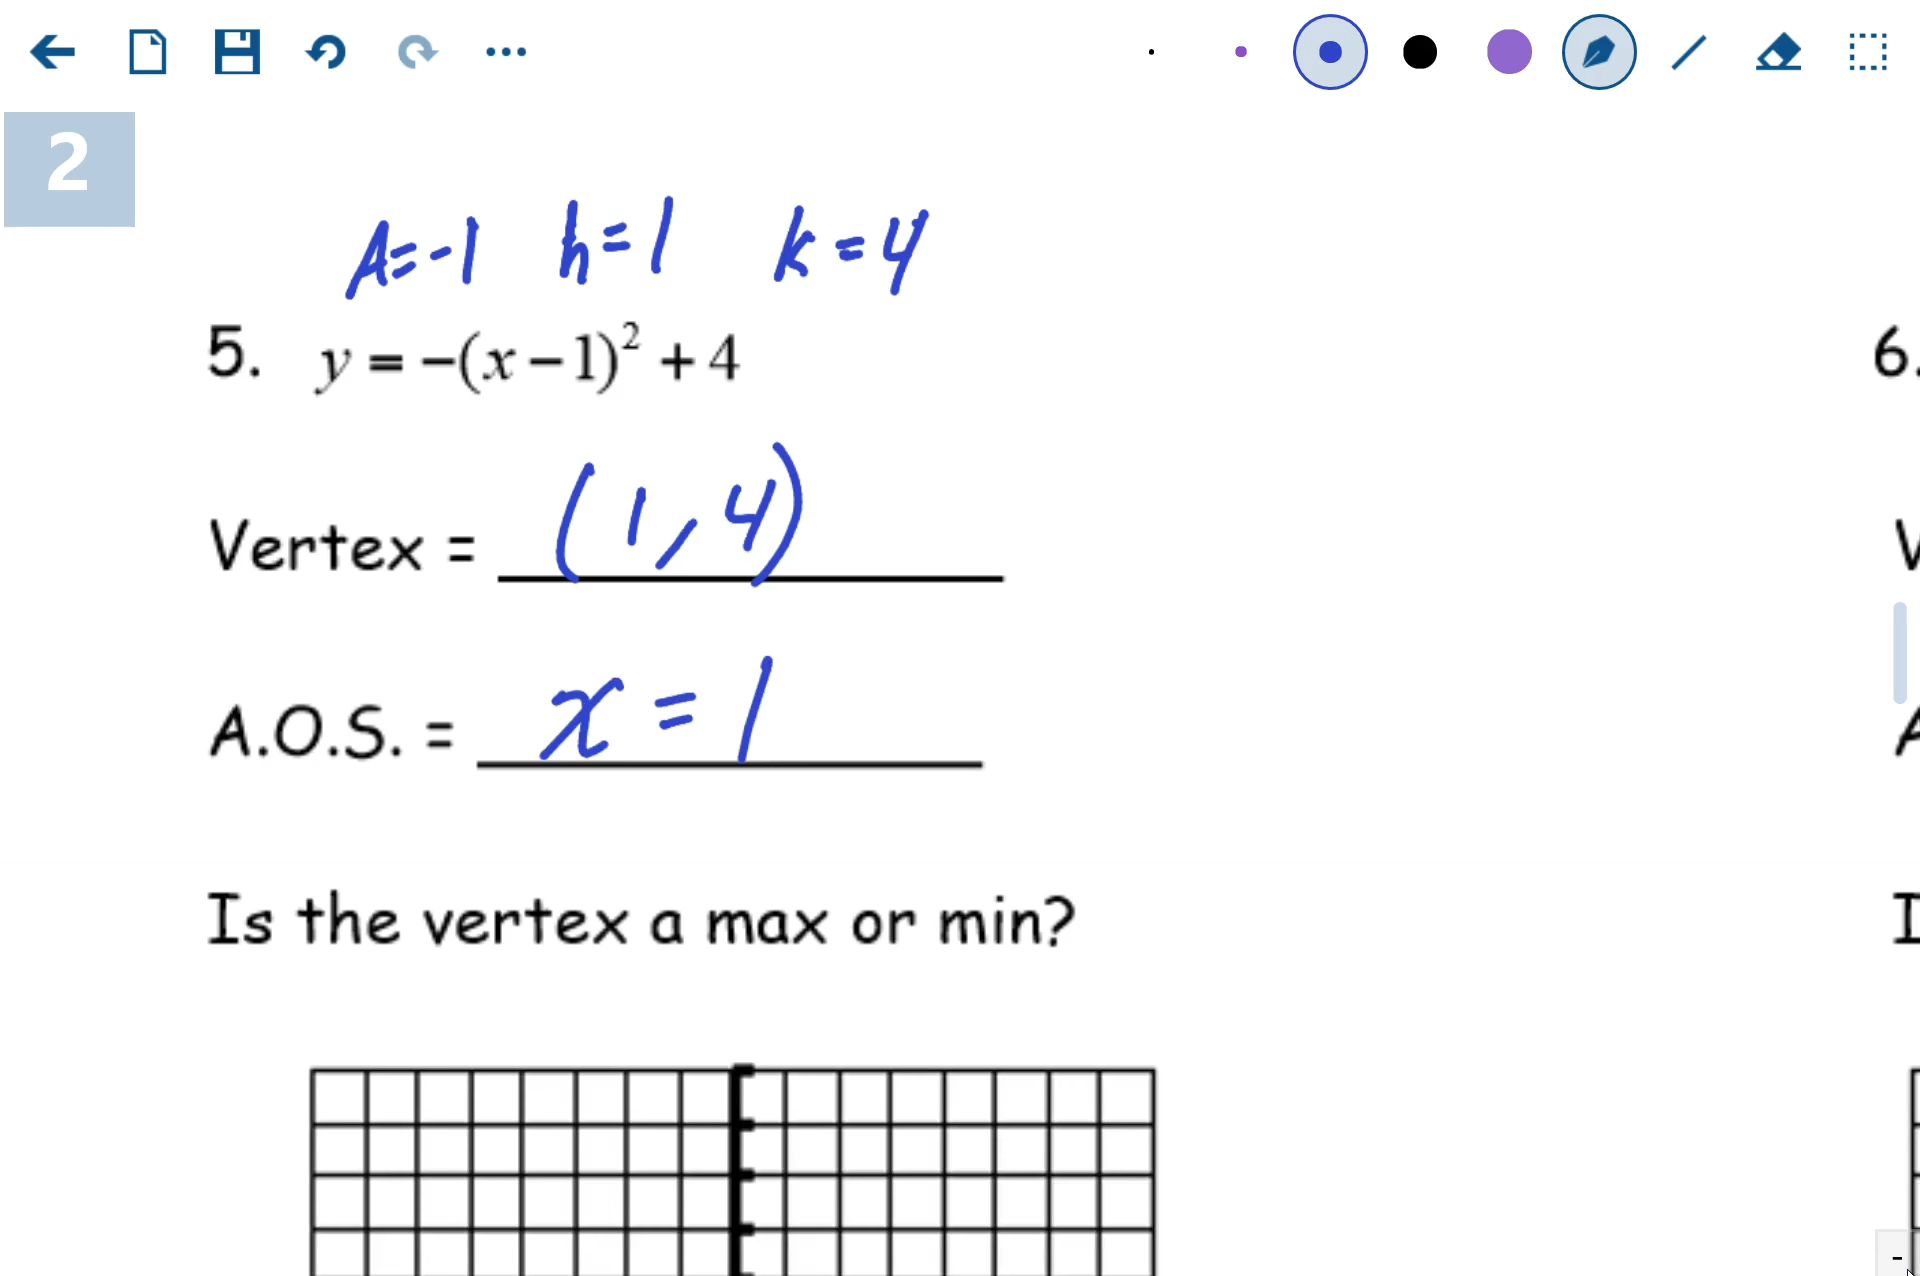 2
A=-1 h=1 k=4
5. y = -(x-1)² + 4
6.
Vertex = (1, 4)
A.O.S. = x = 1
Is the vertex a max or min?